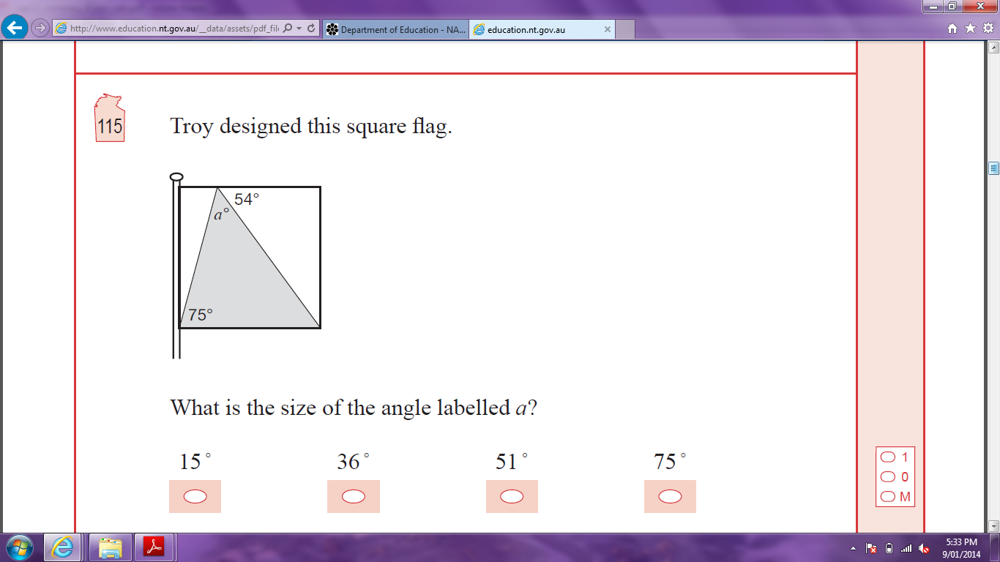 http://www.education.nt.gov.au/__data/assets/pdf_fil
Department of Education - NA...
education.nt.gov.au
115
Troy designed this square flag.
54°
a°
75°
What is the size of the angle labelled a?
15° 36° 51° 75°
1
0
M
5:33 PM
9/01/2014